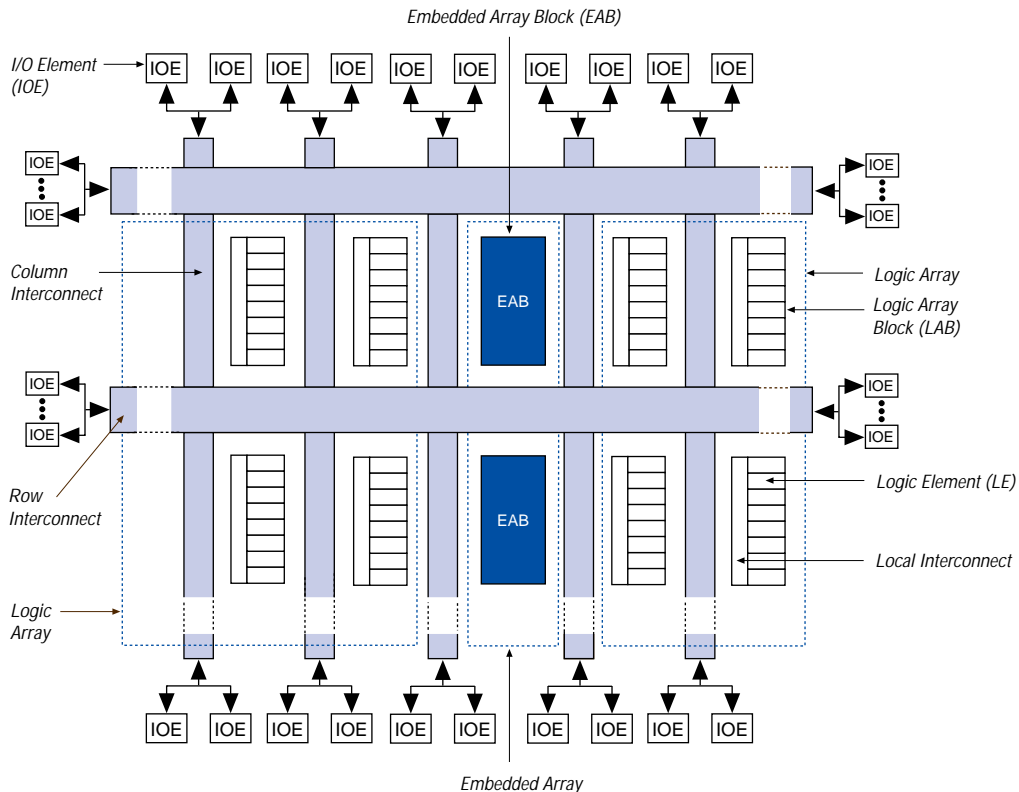 Embedded Array Block (EAB)
I/O Element
(IOE)
IOE IOE IOE IOE IOE IOE IOE IOE IOE IOE
IOE IOE
IOE IOE
Column
Interconnect
EAB
Logic Array
Logic Array
Block (LAB)
IOE IOE
IOE IOE
Row
Interconnect
EAB
Logic Element (LE)
Local Interconnect
Logic
Array
IOE IOE IOE IOE IOE IOE IOE IOE IOE IOE
Embedded Array